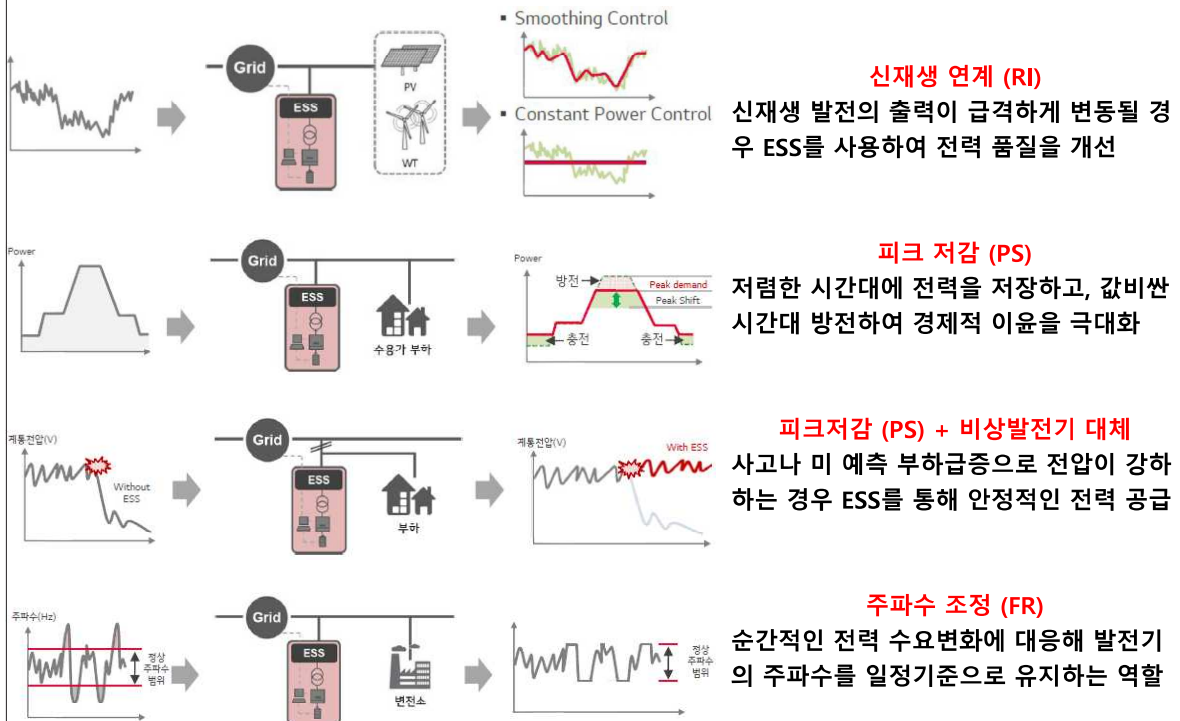 ▪ Smoothing Control
Grid
ESS
PV
WT
▪ Constant Power Control
신재생 연계 (RI)
신재생 발전의 출력이 급격하게 변동될 경
우 ESS를 사용하여 전력 품질을 개선
Power
Grid
ESS
수용가 부하
Power
방전
Peak demand
Peak Shift
충전
충전
피크 저감 (PS)
저렴한 시간대에 전력을 저장하고, 값비싼
시간대 방전하여 경제적 이윤을 극대화
계통전압(V)
Without
ESS
Grid
ESS
부하
계통전압(V)
With ESS
피크저감 (PS) + 비상발전기 대체
사고나 미 예측 부하급증으로 전압이 강하
하는 경우 ESS를 통해 안정적인 전력 공급
주파수(Hz)
정상
주파수
범위
Grid
ESS
변전소
정상
주파수
범위
주파수 조정 (FR)
순간적인 전력 수요변화에 대응해 발전기
의 주파수를 일정기준으로 유지하는 역할